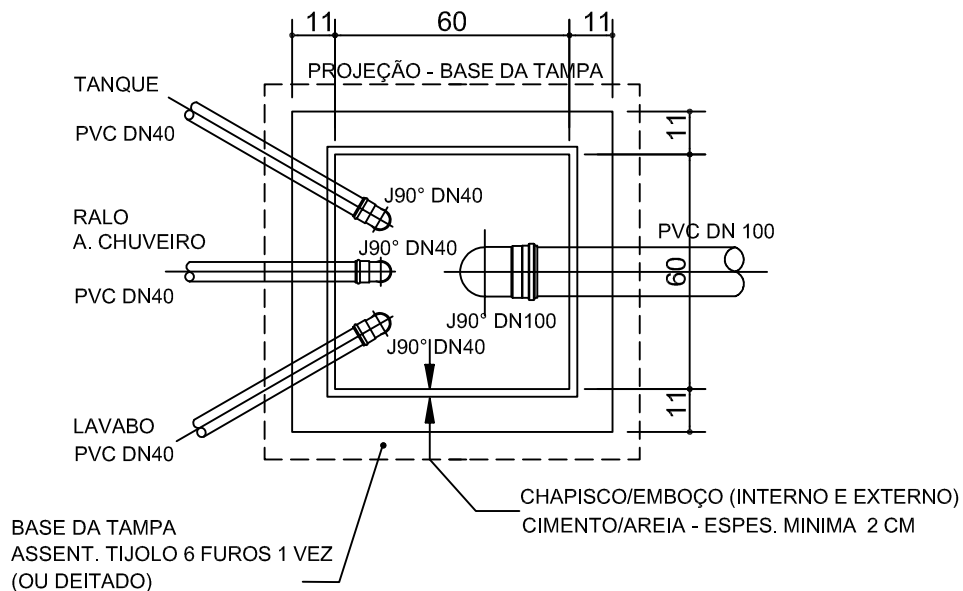 11 60 11
PROJEÇÃO - BASE DA TAMPA
TANQUE
PVC DN40
11
J90° DN40
RALO
A. CHUVEIRO
J90° DN40
PVC DN 100
60
PVC DN40
J90° DN100
J90° DN40
11
LAVABO
PVC DN40
CHAPISCO/EMBOÇO (INTERNO E EXTERNO)
CIMENTO/AREIA - ESPES. MINIMA 2 CM
BASE DA TAMPA
ASSENT. TIJOLO 6 FUROS 1 VEZ
(OU DEITADO)